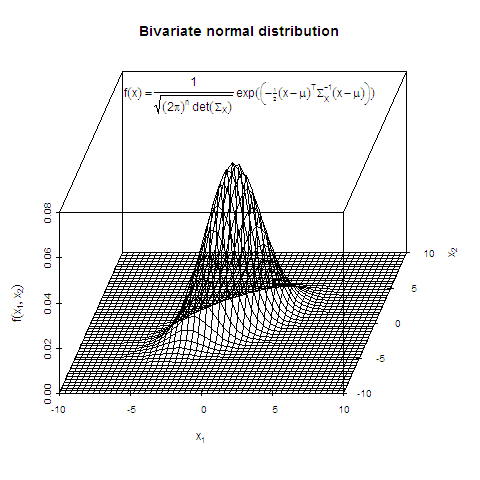 Bivariate normal distribution
f(x) = 1 / √((2π)ⁿ det(Σ_X)) exp((−½(x − μ)ᵀΣ_X⁻¹(x − μ)))
0.08
0.06
0.04
0.02
0.00
f(x₁, x₂)
-10 -5 0 5 10
x₁
10
5
0
-5
-10
x₂